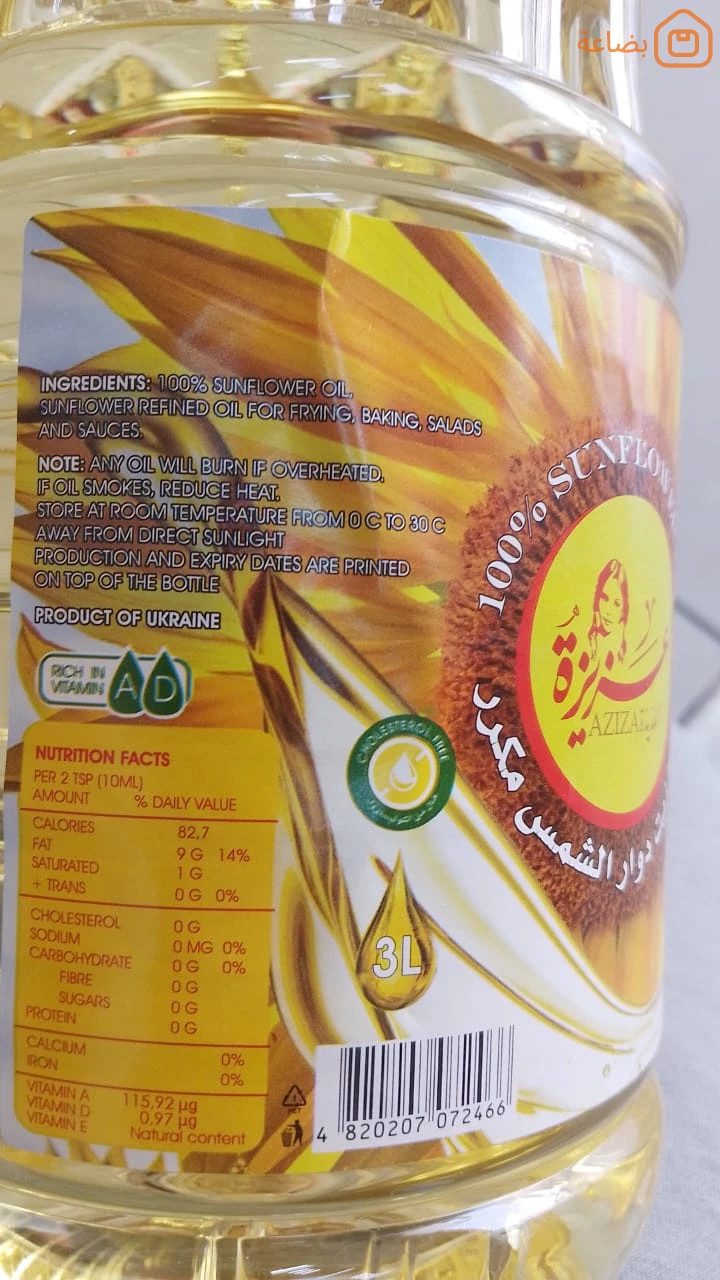 بضاعة
INGREDIENTS: 100% SUNFLOWER OIL,
SUNFLOWER REFINED OIL FOR FRYING, BAKING, SALADS
AND SAUCES.
NOTE: ANY OIL WILL BURN IF OVERHEATED.
IF OIL SMOKES, REDUCE HEAT.
STORE AT ROOM TEMPERATURE FROM 0 C TO 30 C
AWAY FROM DIRECT SUNLIGHT
PRODUCTION AND EXPIRY DATES ARE PRINTED
ON TOP OF THE BOTTLE
PRODUCT OF UKRAINE
RICH IN
VITAMIN A D
NUTRITION FACTS
PER 2 TSP (10ML)
AMOUNT % DAILY VALUE
CALORIES 82,7
FAT 9 G 14%
SATURATED 1 G
+ TRANS 0 G 0%
CHOLESTEROL 0 G
SODIUM 0 MG 0%
CARBOHYDRATE 0 G 0%
FIBRE 0 G
SUGARS 0 G
PROTEIN 0 G
CALCIUM 0%
IRON 0%
VITAMIN A 115,92 µg
VITAMIN D 0,97 µg
VITAMIN E Natural content
CHOLESTEROL FREE
3L
PET
4 820207 072466
100% SUNFLOW
عزيزة
AZIZA
دوار الشمس مكرر